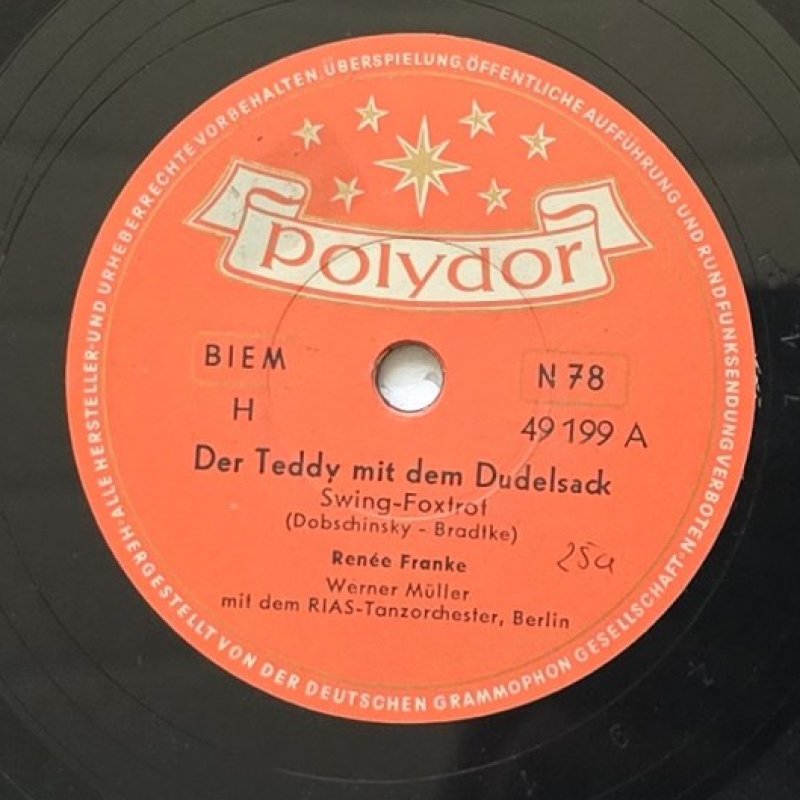 ALLE HERSTELLER- UND URHEBERRECHTE VORBEHALTEN ÜBERSPIELUNG, ÖFFENTLICHE AUFFÜHRUNG UND RUNDFUNKSENDUNG VERBOTEN
polydor
BIEM
N 78
H
49 199 A
Der Teddy mit dem Dudelsack
Swing-Foxtrot
(Dobschinsky - Bradtke)
25a
Renée Franke
Werner Müller
mit dem RIAS-Tanzorchester, Berlin
HERGESTELLT VON DER DEUTSCHEN GRAMMOPHON GESELLSCHAFT